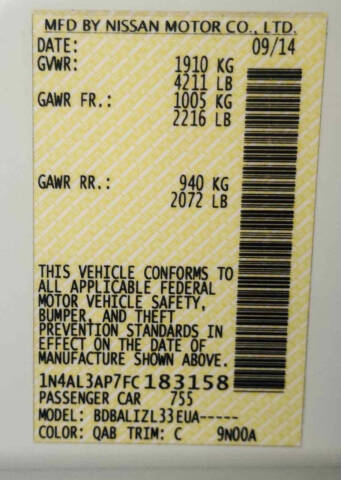 MFD BY NISSAN MOTOR CO., LTD.
DATE: 09/14
GVWR: 1910 KG
4211 LB
GAWR FR.: 1005 KG
2216 LB
GAWR RR.: 940 KG
2072 LB
THIS VEHICLE CONFORMS TO
ALL APPLICABLE FEDERAL
MOTOR VEHICLE SAFETY,
BUMPER, AND THEFT
PREVENTION STANDARDS IN
EFFECT ON THE DATE OF
MANUFACTURE SHOWN ABOVE.
1N4AL3AP7FC183158
PASSENGER CAR 755
MODEL: BDBALIZL33EUA-----
COLOR: QAB TRIM: C 9N00A